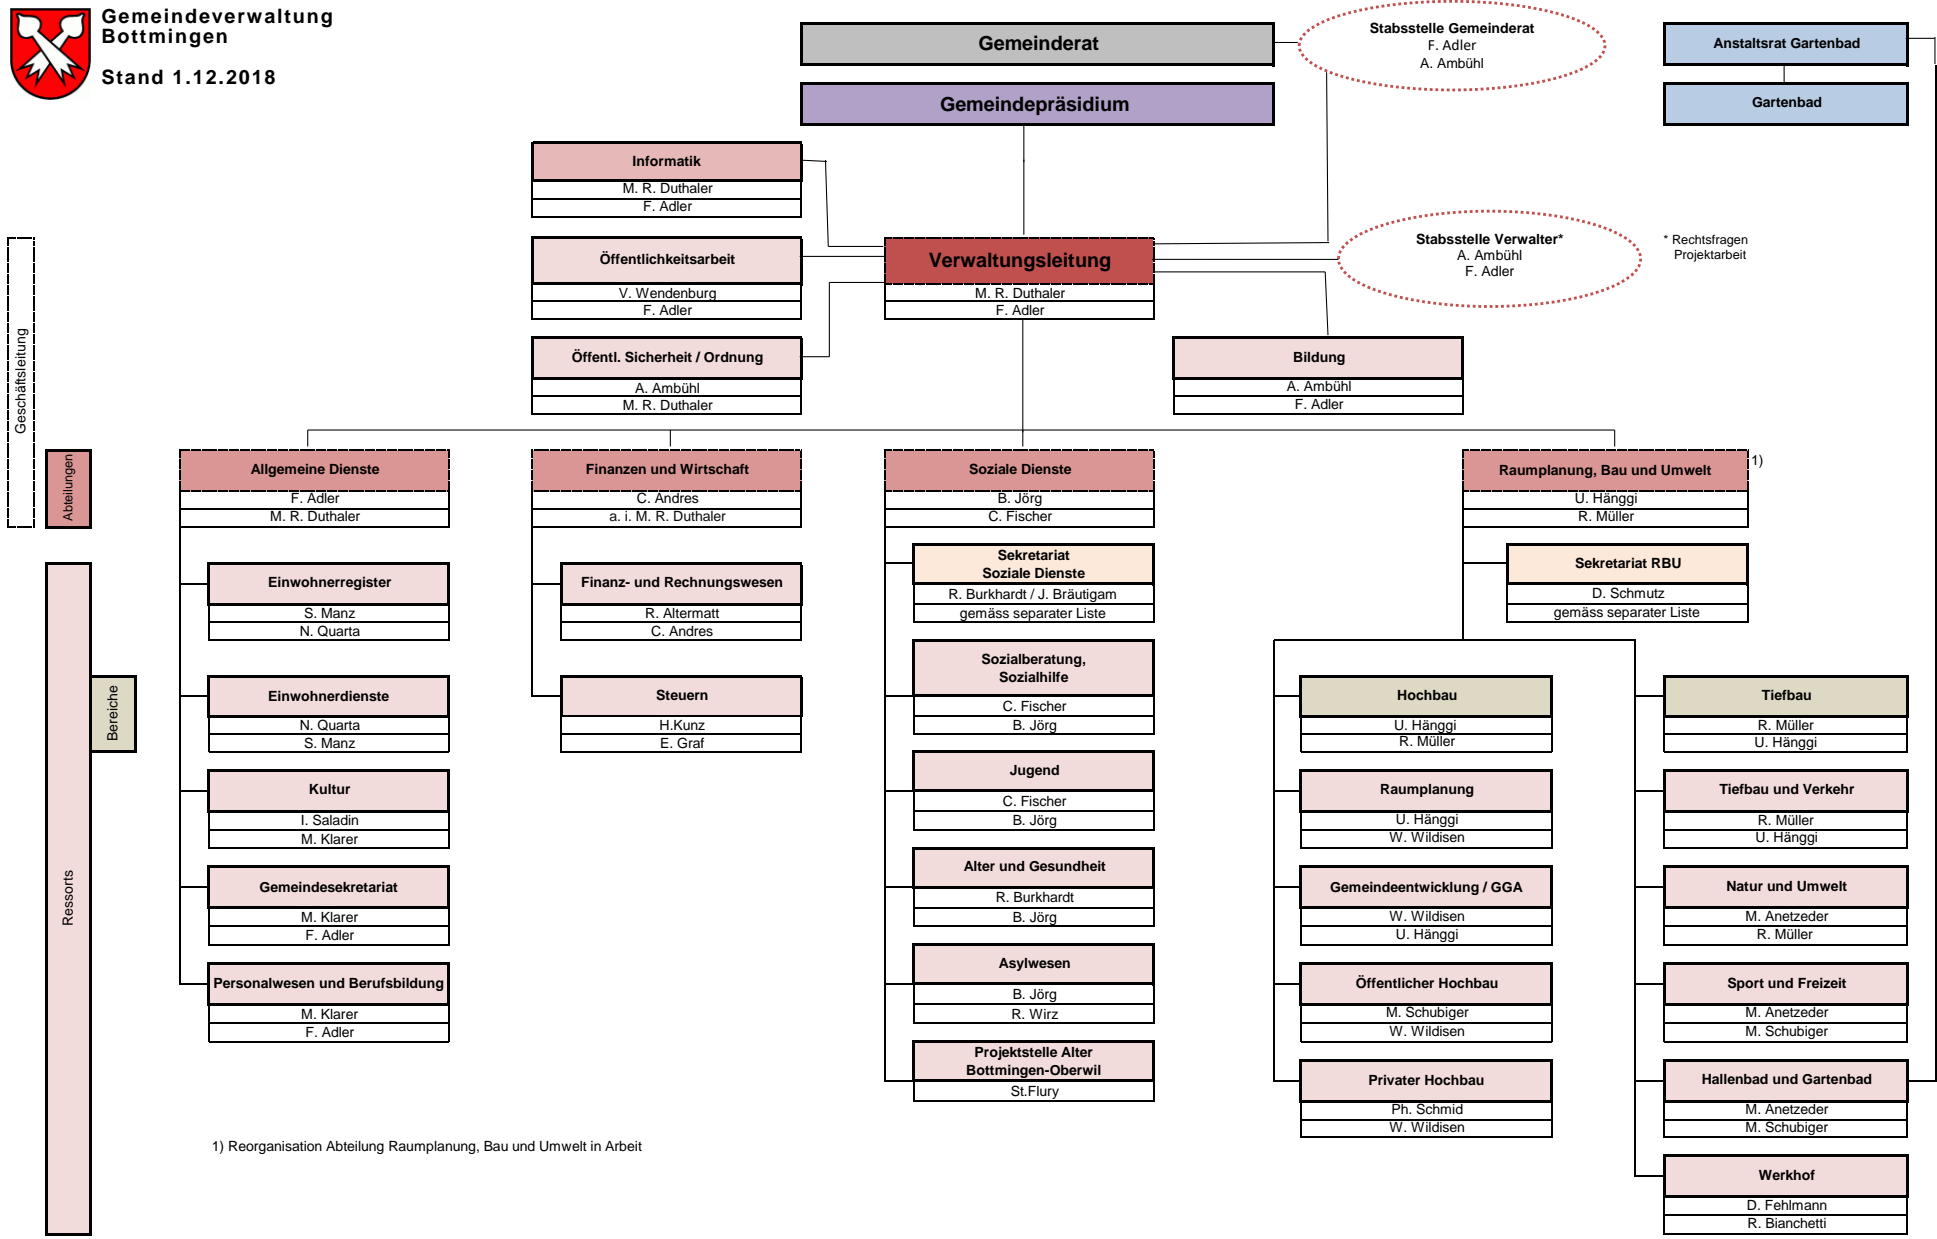 Gemeindeverwaltung
Bottmingen
Stand 1.12.2018
Gemeinderat
Stabsstelle Gemeinderat
F. Adler
A. Ambühl
Anstaltsrat Gartenbad
Gemeindepräsidium
Gartenbad
Informatik
M. R. Duthaler
F. Adler
Öffentlichkeitsarbeit
V. Wendenburg
F. Adler
Verwaltungsleitung
M. R. Duthaler
F. Adler
Stabsstelle Verwalter*
A. Ambühl
F. Adler
* Rechtsfragen
Projektarbeit
Öffentl. Sicherheit / Ordnung
A. Ambühl
M. R. Duthaler
Bildung
A. Ambühl
F. Adler
Geschäftsleitung
Abteilungen
Ressorts
Bereiche
Allgemeine Dienste
F. Adler
M. R. Duthaler
Einwohnerregister
S. Manz
N. Quarta
Einwohnerdienste
N. Quarta
S. Manz
Kultur
I. Saladin
M. Klarer
Gemeindesekretariat
M. Klarer
F. Adler
Personalwesen und Berufsbildung
M. Klarer
F. Adler
Finanzen und Wirtschaft
C. Andres
a. i. M. R. Duthaler
Finanz- und Rechnungswesen
R. Altermatt
C. Andres
Steuern
H.Kunz
E. Graf
Soziale Dienste
B. Jörg
C. Fischer
Sekretariat
Soziale Dienste
R. Burkhardt / J. Bräutigam
gemäss separater Liste
Sozialberatung,
Sozialhilfe
C. Fischer
B. Jörg
Jugend
C. Fischer
B. Jörg
Alter und Gesundheit
R. Burkhardt
B. Jörg
Asylwesen
B. Jörg
R. Wirz
Projektstelle Alter
Bottmingen-Oberwil
St.Flury
Raumplanung, Bau und Umwelt
1)
U. Hänggi
R. Müller
Sekretariat RBU
D. Schmutz
gemäss separater Liste
Hochbau
U. Hänggi
R. Müller
Raumplanung
U. Hänggi
W. Wildisen
Gemeindeentwicklung / GGA
W. Wildisen
U. Hänggi
Öffentlicher Hochbau
M. Schubiger
W. Wildisen
Privater Hochbau
Ph. Schmid
W. Wildisen
Tiefbau
R. Müller
U. Hänggi
Tiefbau und Verkehr
R. Müller
U. Hänggi
Natur und Umwelt
M. Anetzeder
R. Müller
Sport und Freizeit
M. Anetzeder
M. Schubiger
Hallenbad und Gartenbad
M. Anetzeder
M. Schubiger
Werkhof
D. Fehlmann
R. Bianchetti
1) Reorganisation Abteilung Raumplanung, Bau und Umwelt in Arbeit